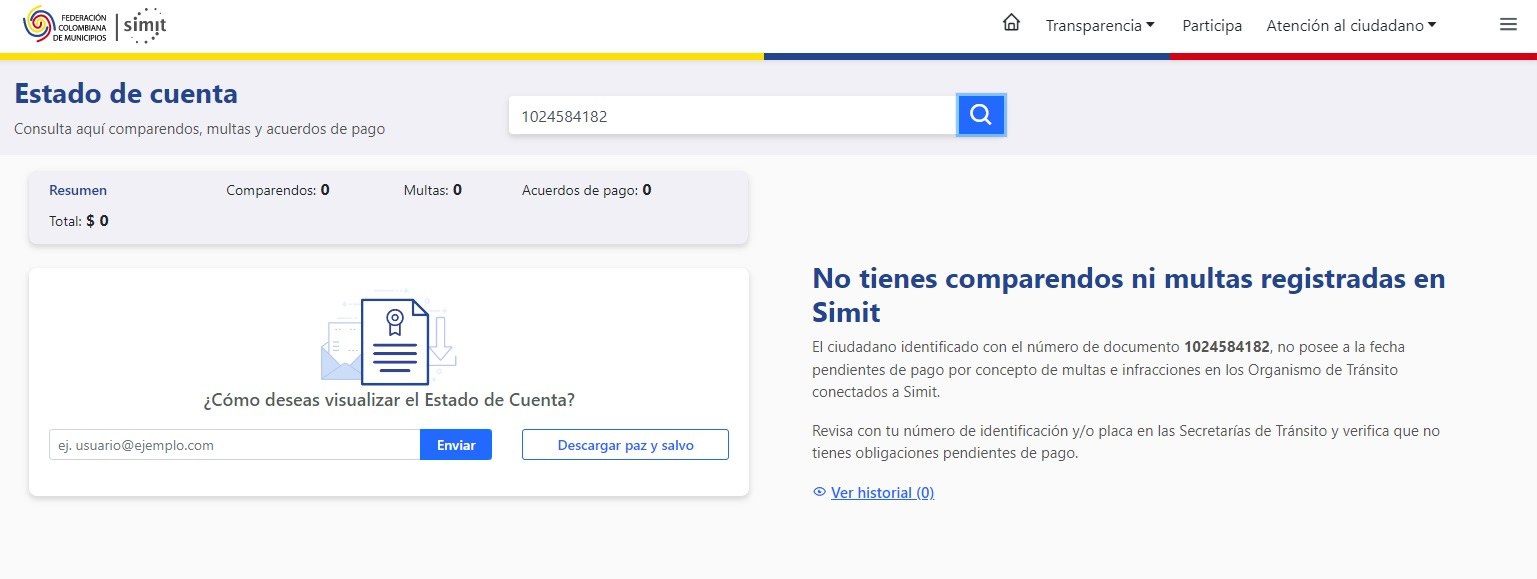 FEDERACIÓN
COLOMBIANA
DE MUNICIPIOS
simit
Transparencia
Participa
Atención al ciudadano
Estado de cuenta
Consulta aquí comparendos, multas y acuerdos de pago
1024584182
Resumen
Comparendos: 0
Multas: 0
Acuerdos de pago: 0
Total: $ 0
¿Cómo deseas visualizar el Estado de Cuenta?
ej. usuario@ejemplo.com
Enviar
Descargar paz y salvo
No tienes comparendos ni multas registradas en
Simit
El ciudadano identificado con el número de documento 1024584182, no posee a la fecha
pendientes de pago por concepto de multas e infracciones en los Organismo de Tránsito
conectados a Simit.
Revisa con tu número de identificación y/o placa en las Secretarías de Tránsito y verifica que no
tienes obligaciones pendientes de pago.
Ver historial (0)